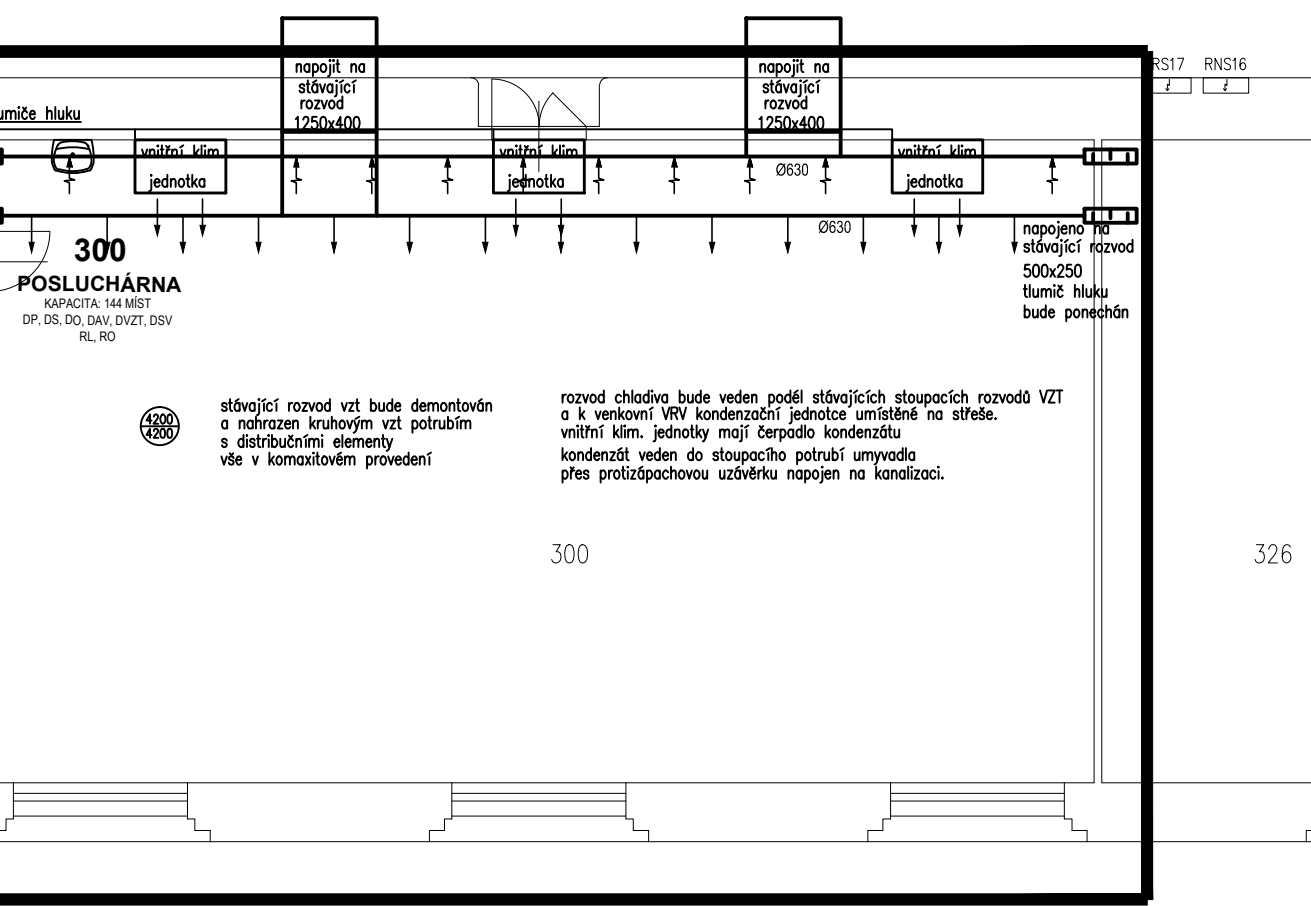 RS17 RNS16
napojit na
stávající
rozvod
1250x400
napojit na
stávající
rozvod
1250x400
umiče hluku
vnitřní klim
jednotka
vnitřní klim
jednotka
vnitřní klim
jednotka
Ø630
Ø630
napojeno na
stávající rozvod
500x250
tlumič hluku
bude ponechán
300
POSLUCHÁRNA
KAPACITA: 144 MÍST
DP, DS, DO, DAV, DVZT, DSV
RL, RO
4200
4200
stávající rozvod vzt bude demontován
a nahrazen kruhovým vzt potrubím
s distribučními elementy
vše v komaxitovém provedení
rozvod chladiva bude veden podél stávajících stoupacích rozvodů VZT
a k venkovní VRV kondenzační jednotce umístěné na střeše.
vnitřní klim. jednotky mají čerpadlo kondenzátu
kondenzát veden do stoupacího potrubí umyvadla
přes protizápachovou uzávěrku napojen na kanalizaci.
300
326